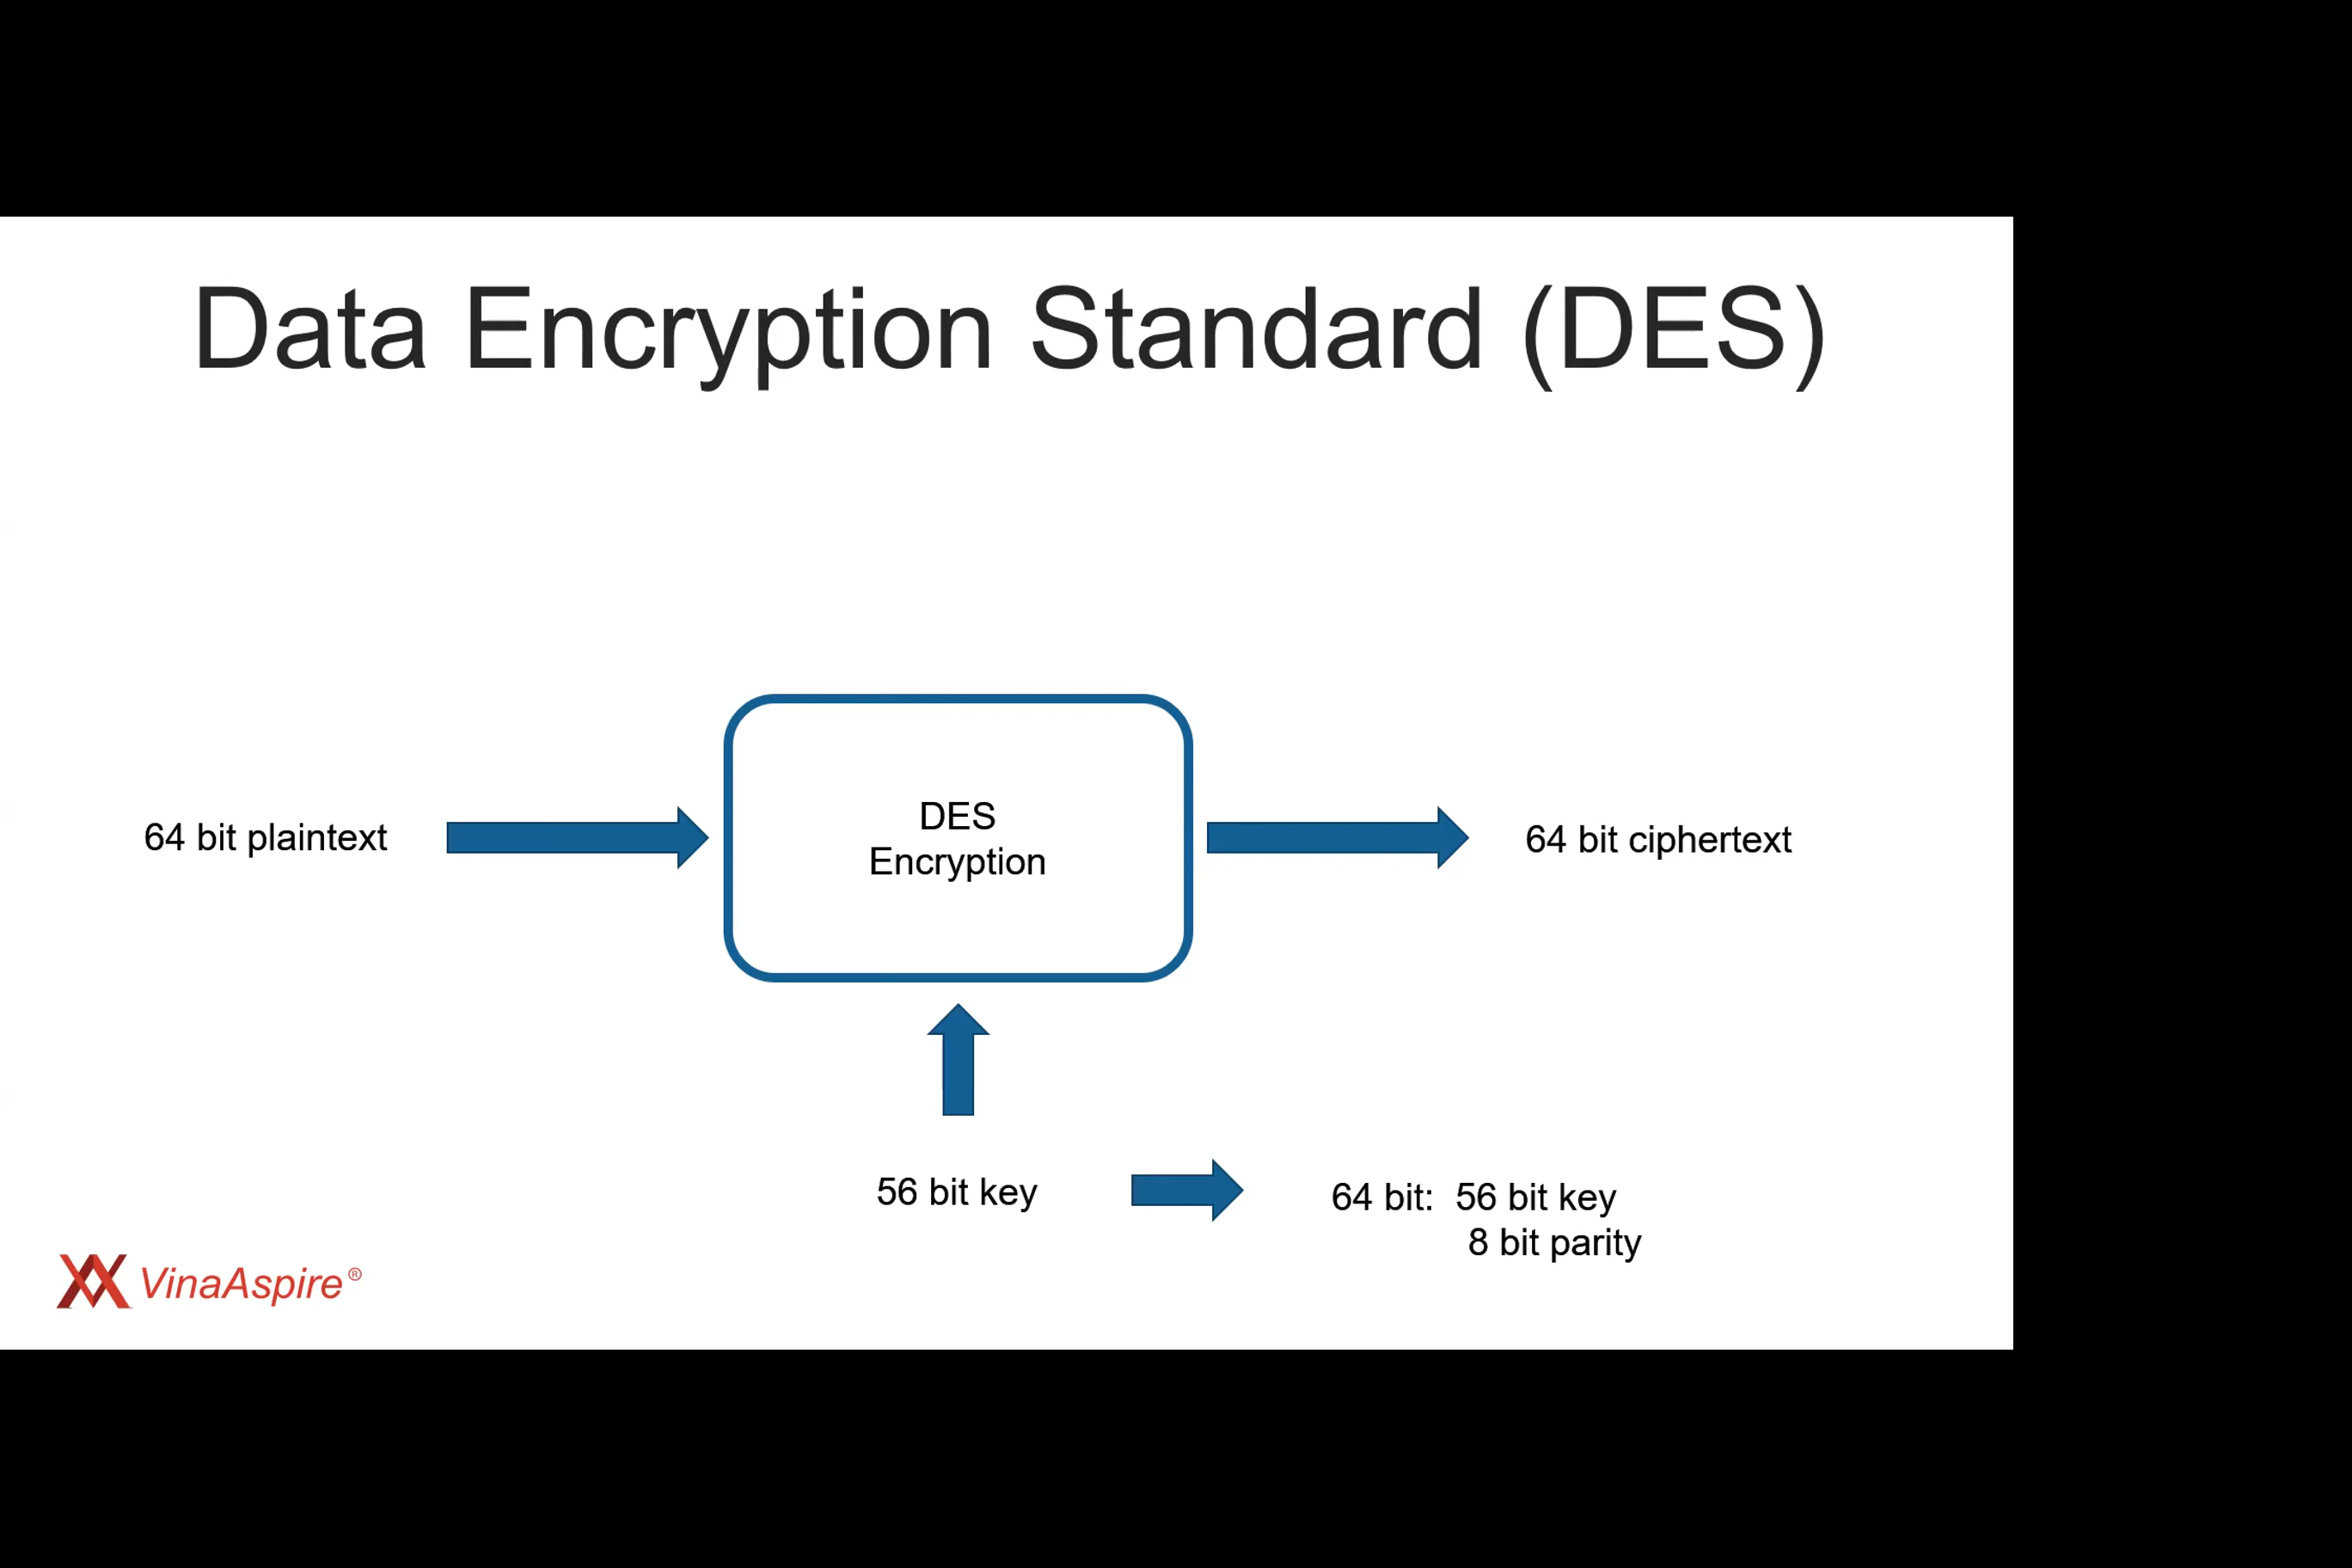 Data Encryption Standard (DES)
64 bit plaintext
DES
Encryption
64 bit ciphertext
56 bit key
64 bit: 56 bit key
8 bit parity
VinaAspire®